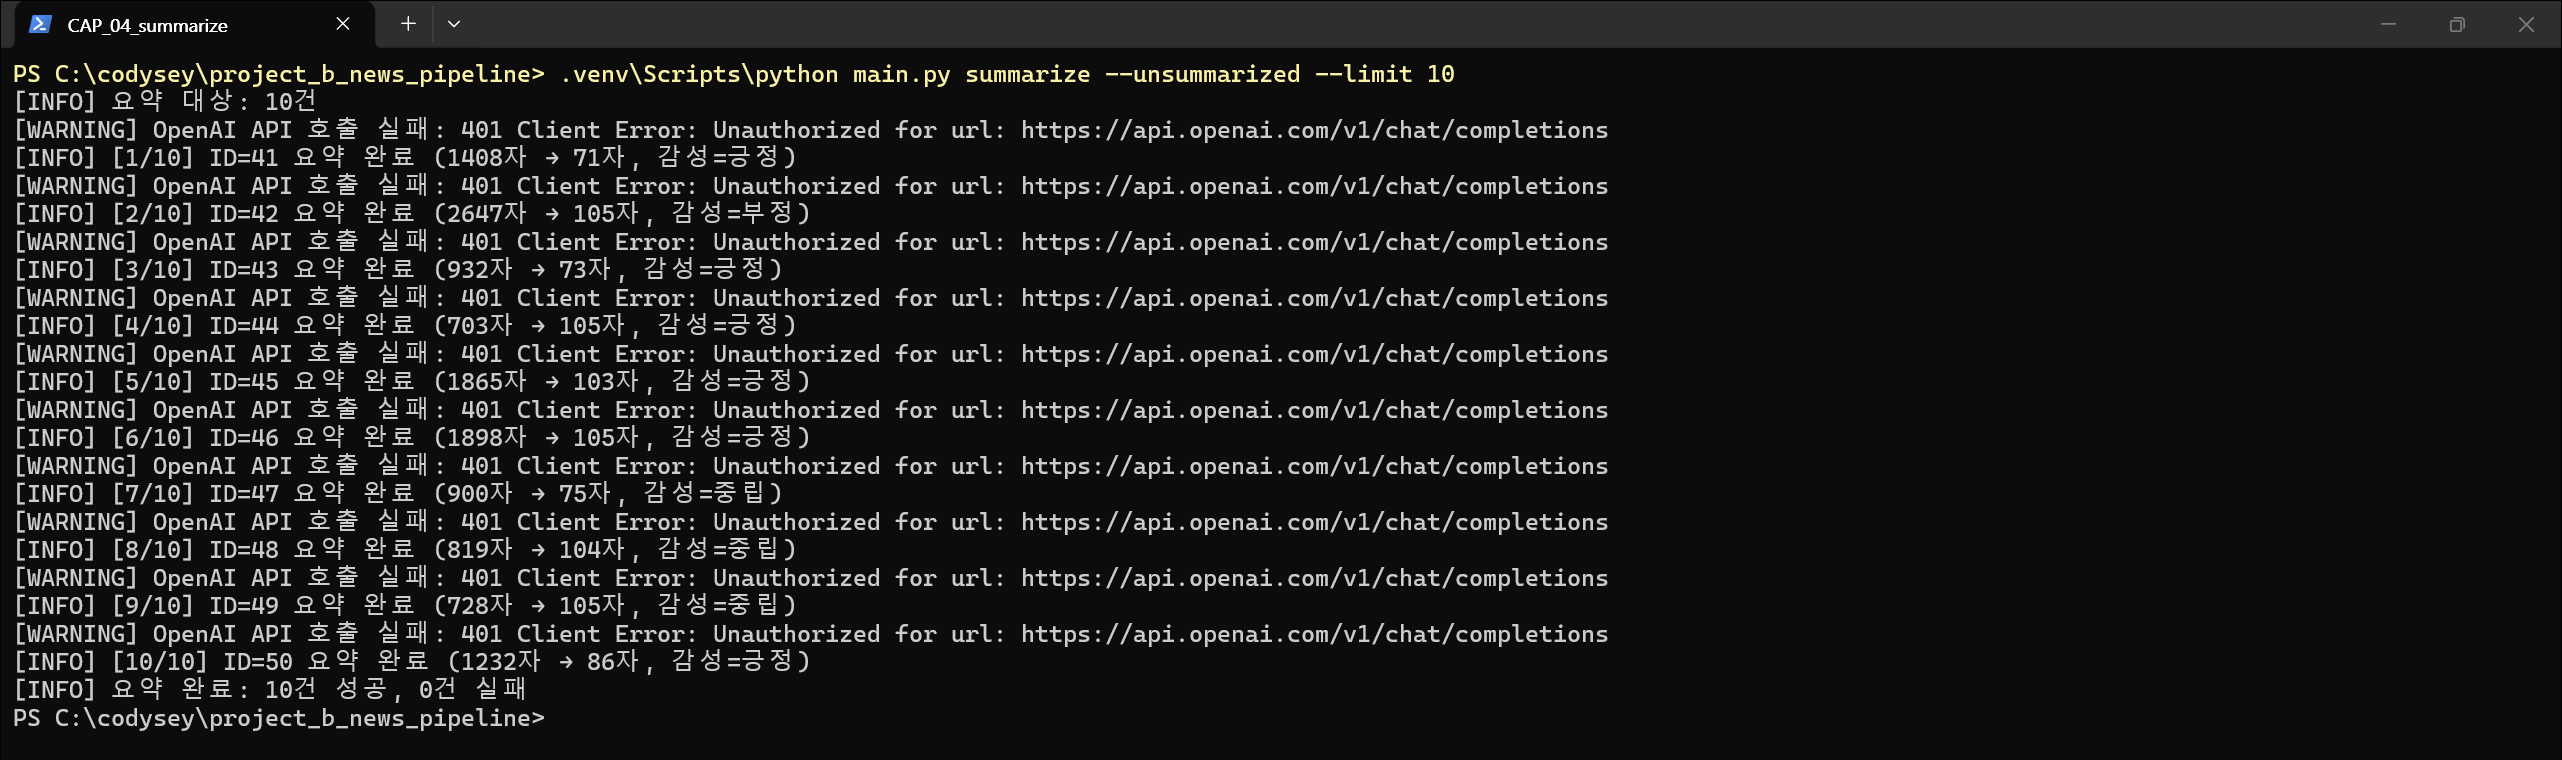 CAP_04_summarize
PS C:\codysey\project_b_news_pipeline> .venv\Scripts\python main.py summarize --unsummarized --limit 10
[INFO] 요약 대상: 10건
[WARNING] OpenAI API 호출 실패: 401 Client Error: Unauthorized for url: https://api.openai.com/v1/chat/completions
[INFO] [1/10] ID=41 요약 완료 (1408자 → 71자, 감성=긍정)
[WARNING] OpenAI API 호출 실패: 401 Client Error: Unauthorized for url: https://api.openai.com/v1/chat/completions
[INFO] [2/10] ID=42 요약 완료 (2647자 → 105자, 감성=부정)
[WARNING] OpenAI API 호출 실패: 401 Client Error: Unauthorized for url: https://api.openai.com/v1/chat/completions
[INFO] [3/10] ID=43 요약 완료 (932자 → 73자, 감성=긍정)
[WARNING] OpenAI API 호출 실패: 401 Client Error: Unauthorized for url: https://api.openai.com/v1/chat/completions
[INFO] [4/10] ID=44 요약 완료 (703자 → 105자, 감성=긍정)
[WARNING] OpenAI API 호출 실패: 401 Client Error: Unauthorized for url: https://api.openai.com/v1/chat/completions
[INFO] [5/10] ID=45 요약 완료 (1865자 → 103자, 감성=긍정)
[WARNING] OpenAI API 호출 실패: 401 Client Error: Unauthorized for url: https://api.openai.com/v1/chat/completions
[INFO] [6/10] ID=46 요약 완료 (1898자 → 105자, 감성=긍정)
[WARNING] OpenAI API 호출 실패: 401 Client Error: Unauthorized for url: https://api.openai.com/v1/chat/completions
[INFO] [7/10] ID=47 요약 완료 (900자 → 75자, 감성=중립)
[WARNING] OpenAI API 호출 실패: 401 Client Error: Unauthorized for url: https://api.openai.com/v1/chat/completions
[INFO] [8/10] ID=48 요약 완료 (819자 → 104자, 감성=중립)
[WARNING] OpenAI API 호출 실패: 401 Client Error: Unauthorized for url: https://api.openai.com/v1/chat/completions
[INFO] [9/10] ID=49 요약 완료 (728자 → 105자, 감성=중립)
[WARNING] OpenAI API 호출 실패: 401 Client Error: Unauthorized for url: https://api.openai.com/v1/chat/completions
[INFO] [10/10] ID=50 요약 완료 (1232자 → 86자, 감성=긍정)
[INFO] 요약 완료: 10건 성공, 0건 실패
PS C:\codysey\project_b_news_pipeline>